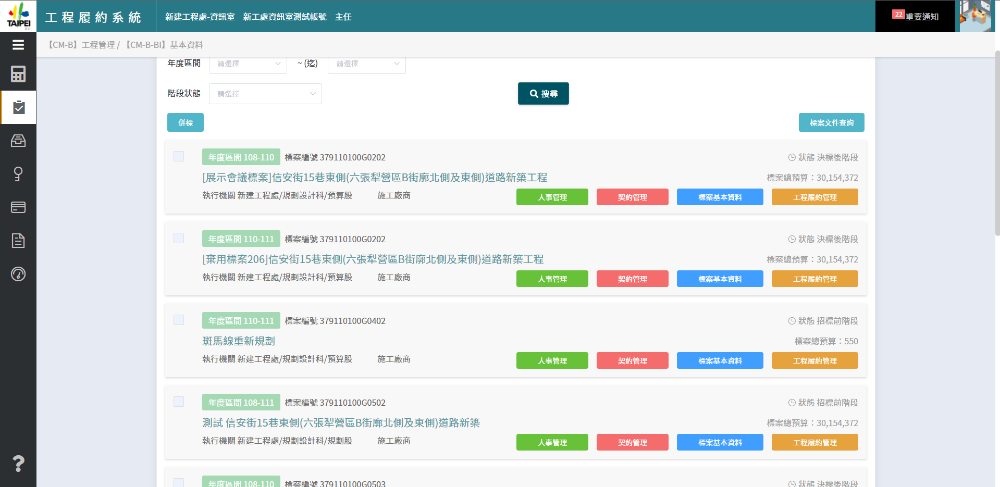 TAIPEI
工程履約系統
新建工程處-資訊室 新工處資訊室測試帳號 主任
22 重要通知
【CM-B】工程管理 / 【CM-B-BI】基本資料
年度區間 請選擇 ~ (迄) 請選擇
階段狀態 請選擇 搜尋
併標 標案文件查詢
年度區間 108-110 標案編號 379110100G0202 狀態 決標後階段
[展示會議標案]信安街15巷東側(六張犁營區B街廓北側及東側)道路新築工程 標案總預算：30,154,372
執行機關 新建工程處/規劃設計科/預算股 施工廠商 人事管理 契約管理 標案基本資料 工程履約管理
年度區間 110-111 標案編號 379110100G0202 狀態 決標後階段
[棄用標案206]信安街15巷東側(六張犁營區B街廓北側及東側)道路新築工程 標案總預算：30,154,372
執行機關 新建工程處/規劃設計科/預算股 施工廠商 人事管理 契約管理 標案基本資料 工程履約管理
年度區間 110-111 標案編號 379110100G0402 狀態 招標前階段
斑馬線重新規劃 標案總預算：550
執行機關 新建工程處/規劃設計科/預算股 施工廠商 人事管理 契約管理 標案基本資料 工程履約管理
年度區間 108-111 標案編號 379110100G0502 狀態 招標前階段
測試 信安街15巷東側(六張犁營區B街廓北側及東側)道路新築 標案總預算：30,154,372
執行機關 新建工程處/規劃設計科/規劃股 施工廠商 人事管理 契約管理 標案基本資料 工程履約管理
年度區間 108-110 標案編號 379110100G0503 狀態 決標後階段